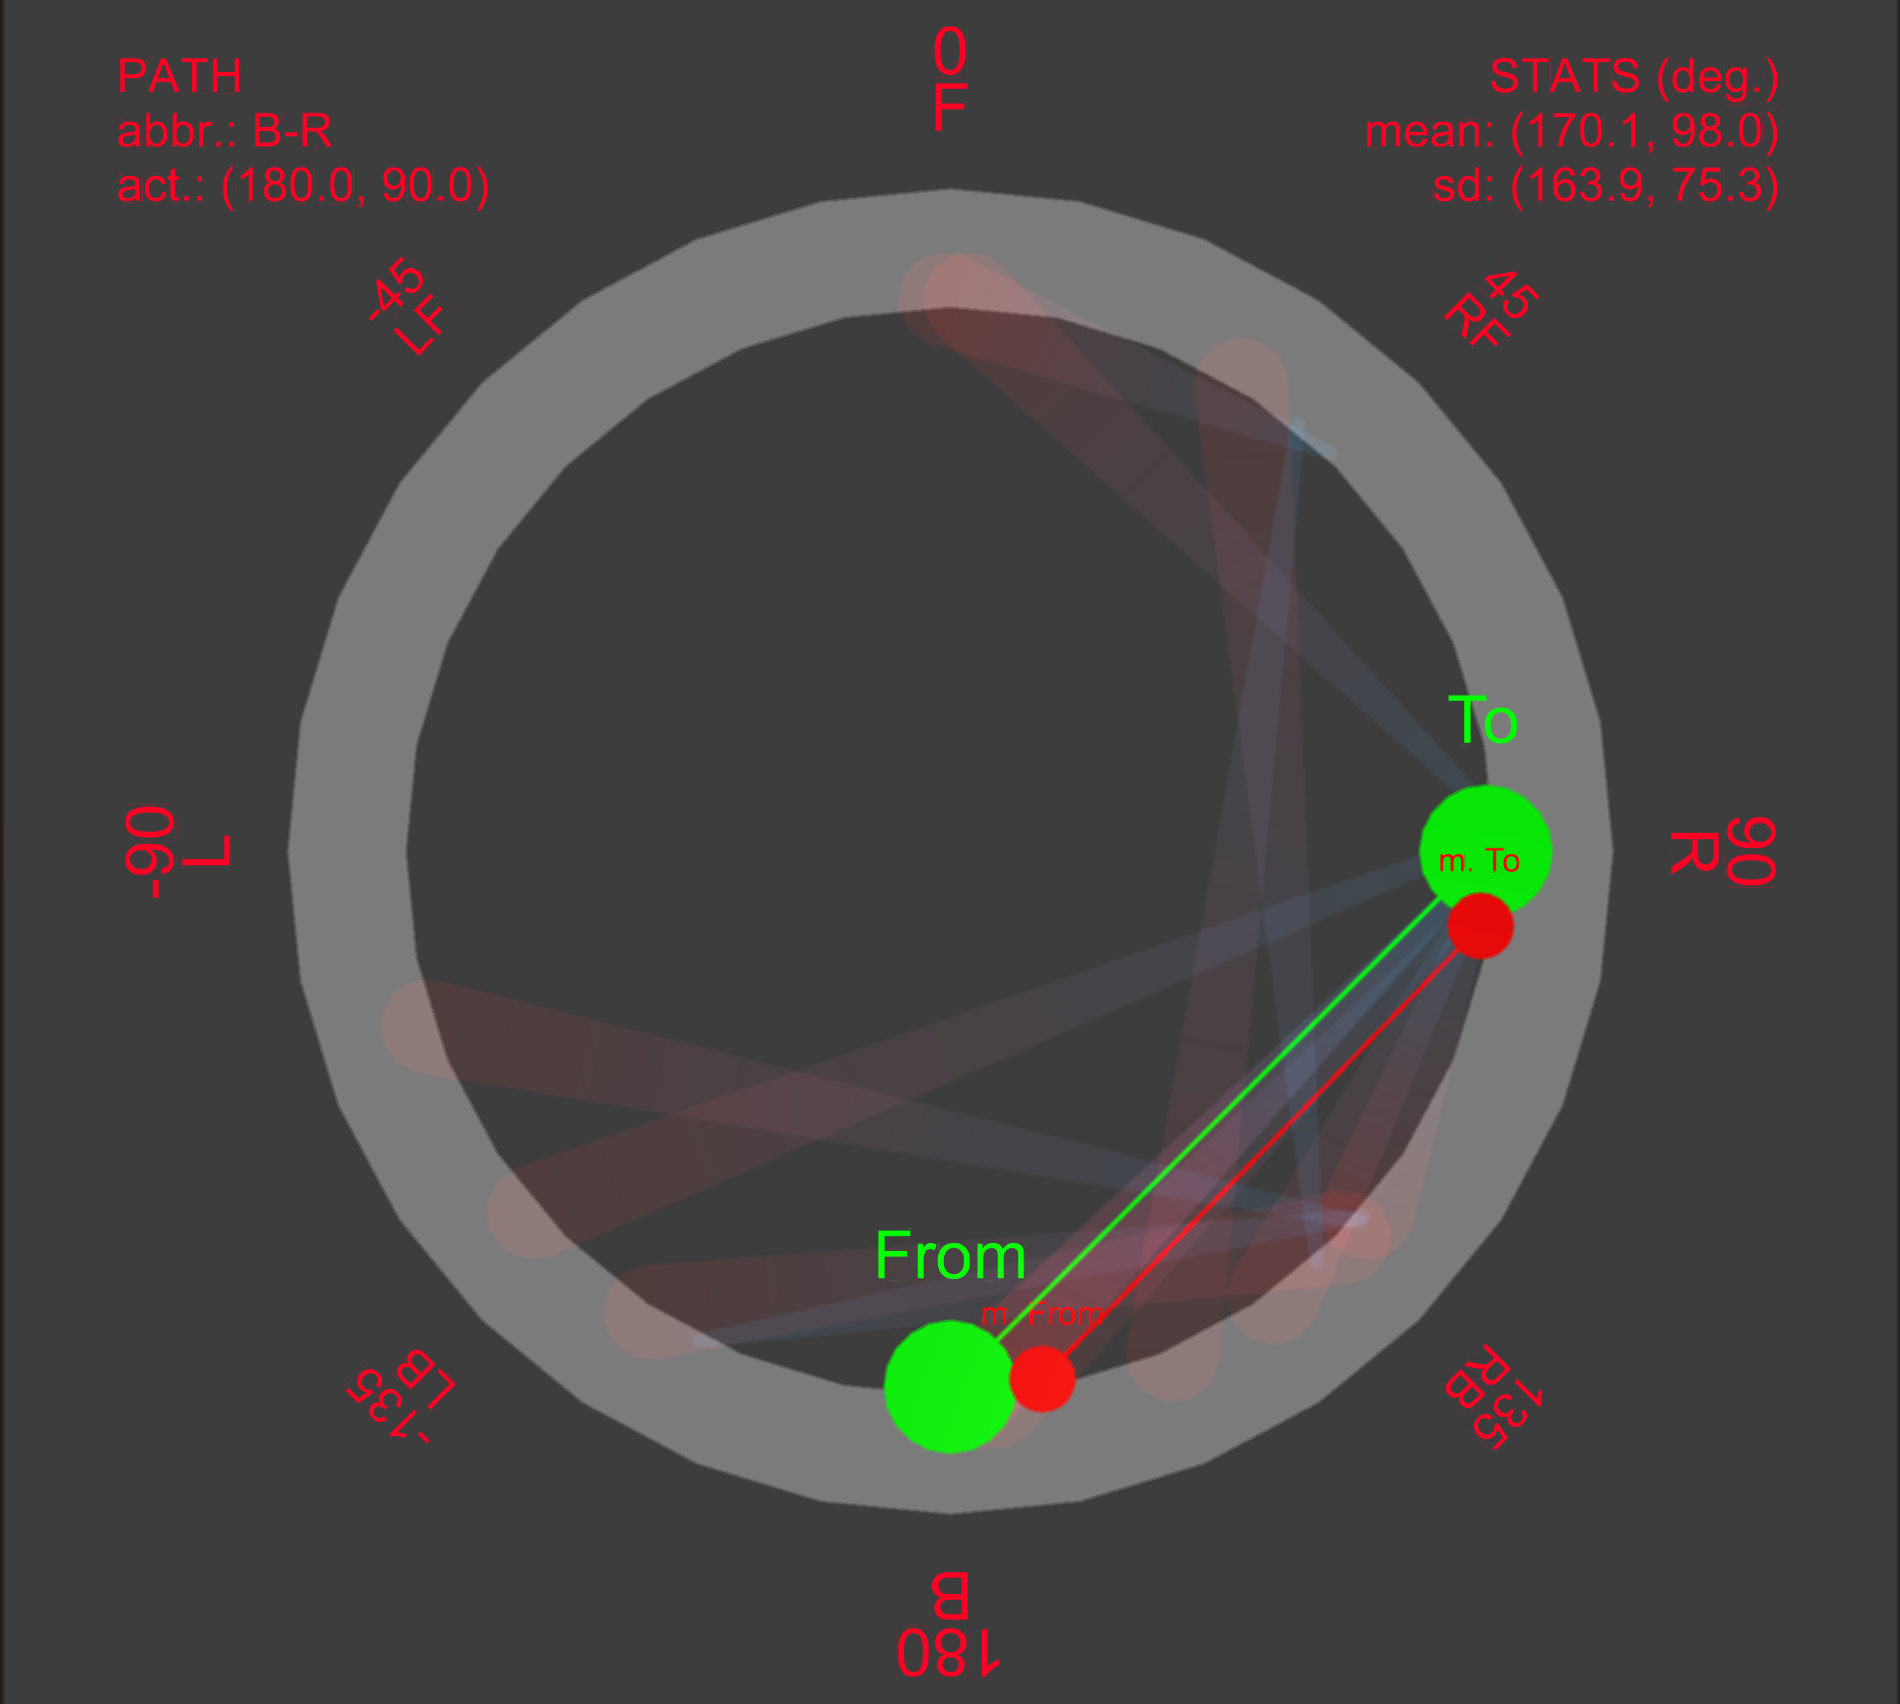 PATH
abbr.: B-R
act.: (180.0, 90.0)
0
F
STATS (deg.)
mean: (170.1, 98.0)
sd: (163.9, 75.3)
-45
LF
45
RF
-90
L
To
m. To
90
R
From
m. From
LB
-135
RB
135
B
180